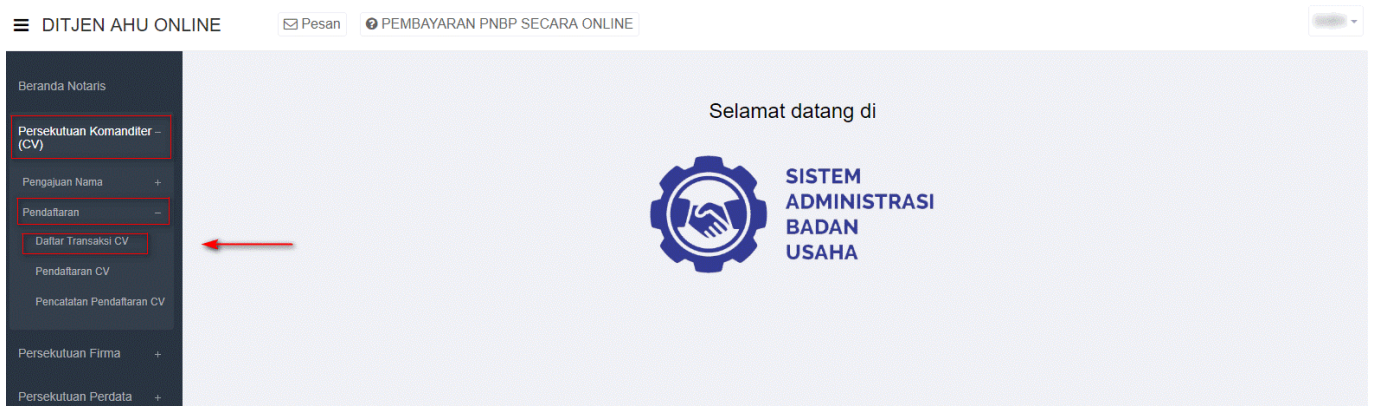 DITJEN AHU ONLINE
Pesan
PEMBAYARAN PNBP SECARA ONLINE
Beranda Notaris
Persekutuan Komanditer –
(CV)
Pengajuan Nama +
Pendaftaran –
Daftar Transaksi CV
Pendaftaran CV
Pencatatan Pendaftaran CV
Persekutuan Firma +
Persekutuan Perdata +
Selamat datang di
SISTEM
ADMINISTRASI
BADAN
USAHA